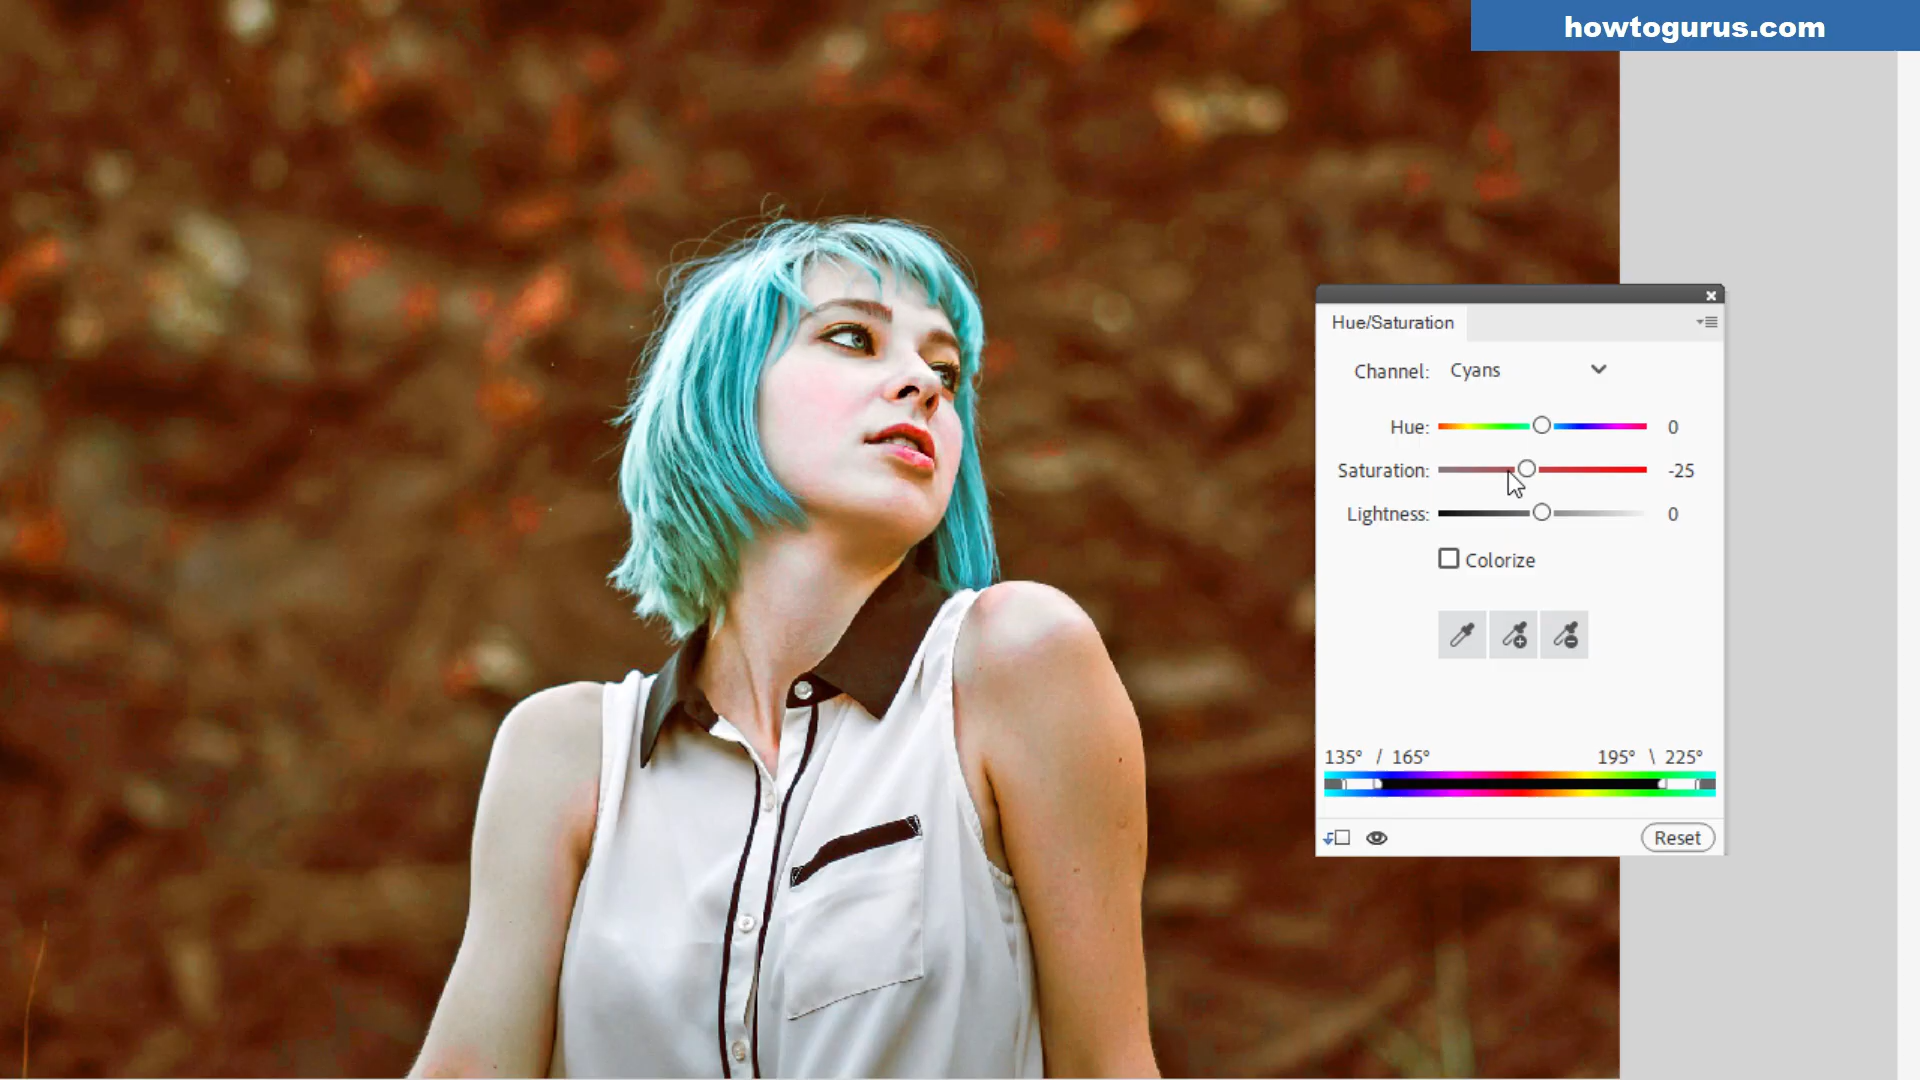 howtogurus.com
Hue/Saturation
Channel: Cyans
Hue: 0
Saturation: -25
Lightness: 0
Colorize
135° / 165° 195° \ 225°
Reset